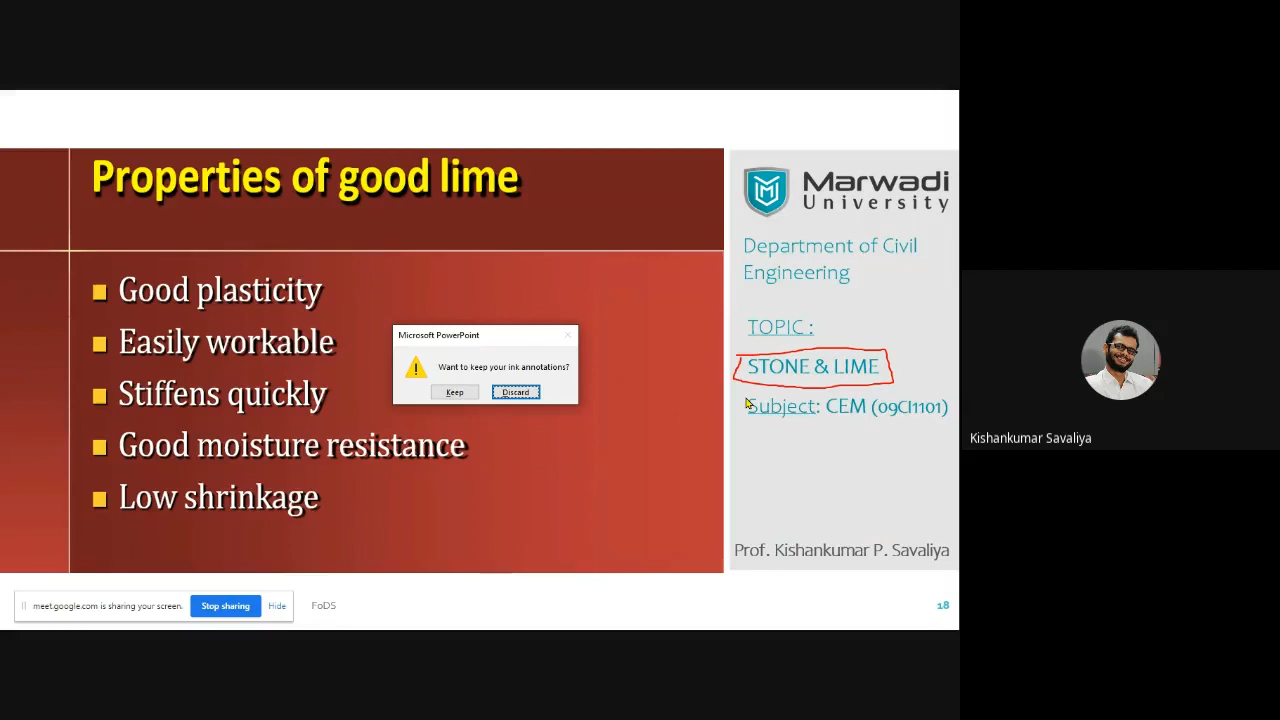 Properties of good lime
Good plasticity
Easily workable
Stiffens quickly
Good moisture resistance
Low shrinkage
Microsoft PowerPoint
Want to keep your ink annotations?
Keep
Discard
Marwadi
University
Department of Civil
Engineering
TOPIC :
STONE & LIME
Subject: CEM (09CI1101)
Prof. Kishankumar P. Savaliya
meet.google.com is sharing your screen.
Stop sharing
Hide
FoDS
18
Kishankumar Savaliya